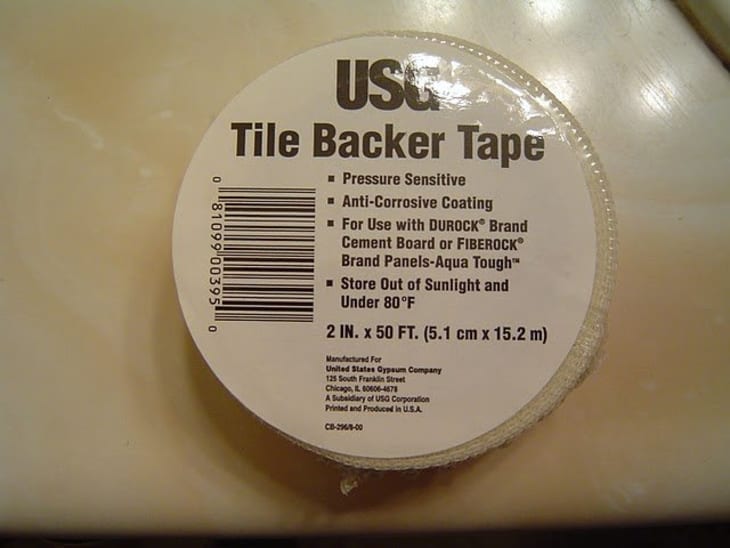 USG
Tile Backer Tape
▪ Pressure Sensitive
▪ Anti-Corrosive Coating
▪ For Use with DUROCK® Brand
Cement Board or FIBEROCK®
Brand Panels-Aqua Tough™
▪ Store Out of Sunlight and
Under 80°F
2 IN. x 50 FT. (5.1 cm x 15.2 m)
Manufactured For
United States Gypsum Company
125 South Franklin Street
Chicago, IL 60606-4678
A Subsidiary of USG Corporation
Printed and Produced in U.S.A.
CB-296/8-00
0 81099 00395 0